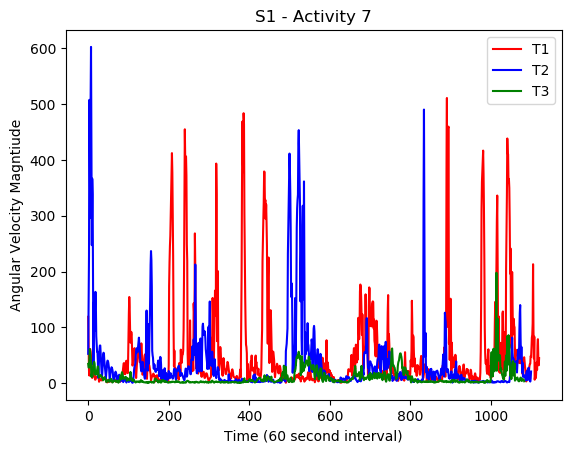 S1 - Activity 7
T1
T2
T3
600
500
400
300
200
100
0
Angular Velocity Magntiude
0 200 400 600 800 1000
Time (60 second interval)